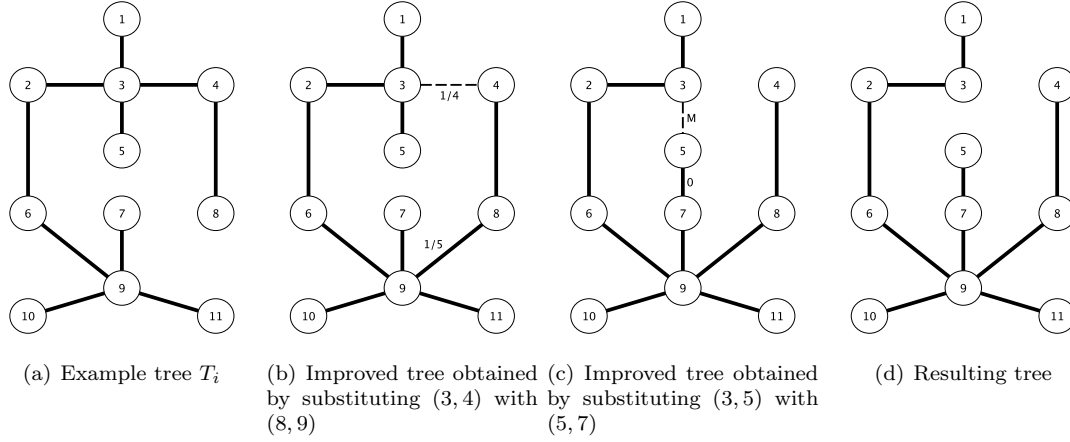 1 1 1 1
2 3 4 2 3 4 2 3 4 2 3 4
1/4
M
5 5 5 5
0
6 7 8 6 7 8 6 7 8 6 7 8
1/5
9 9 9 9
10 11 10 11 10 11 10 11
(a) Example tree Ti
(b) Improved tree obtained
by substituting (3, 4) with
(8, 9)
(c) Improved tree obtained
by substituting (3, 5) with
(5, 7)
(d) Resulting tree